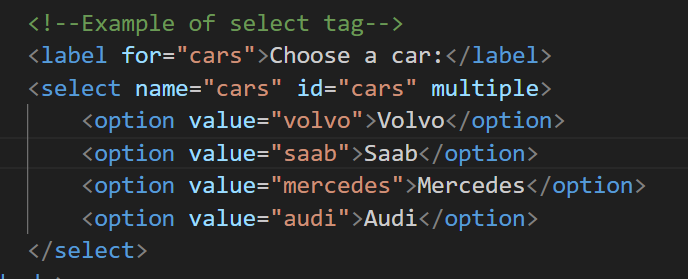 <!--Example of select tag-->
<label for="cars">Choose a car:</label>
<select name="cars" id="cars" multiple>
    <option value="volvo">Volvo</option>
    <option value="saab">Saab</option>
    <option value="mercedes">Mercedes</option>
    <option value="audi">Audi</option>
</select>